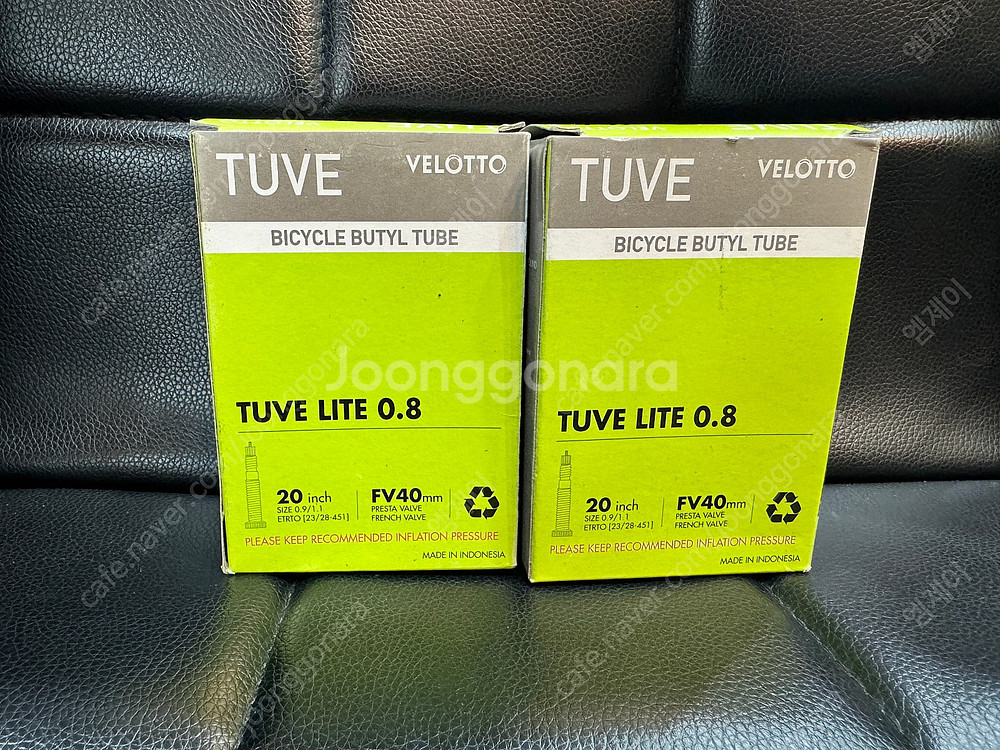 TUVE
VELOTTO
BICYCLE BUTYL TUBE
TUVE LITE 0.8
20 inch
SIZE 0.9/1.1
ETRTO [23/28-451]
FV40mm
PRESTA VALVE
FRENCH VALVE
PLEASE KEEP RECOMMENDED INFLATION PRESSURE
MADE IN INDONESIA
TUVE
VELOTTO
BICYCLE BUTYL TUBE
TUVE LITE 0.8
20 inch
SIZE 0.9/1.1
ETRTO [23/28-451]
FV40mm
PRESTA VALVE
FRENCH VALVE
PLEASE KEEP RECOMMENDED INFLATION PRESSURE
MADE IN INDONESIA
Joonggonara
cafe.naver.com/joonggonara
엠제이